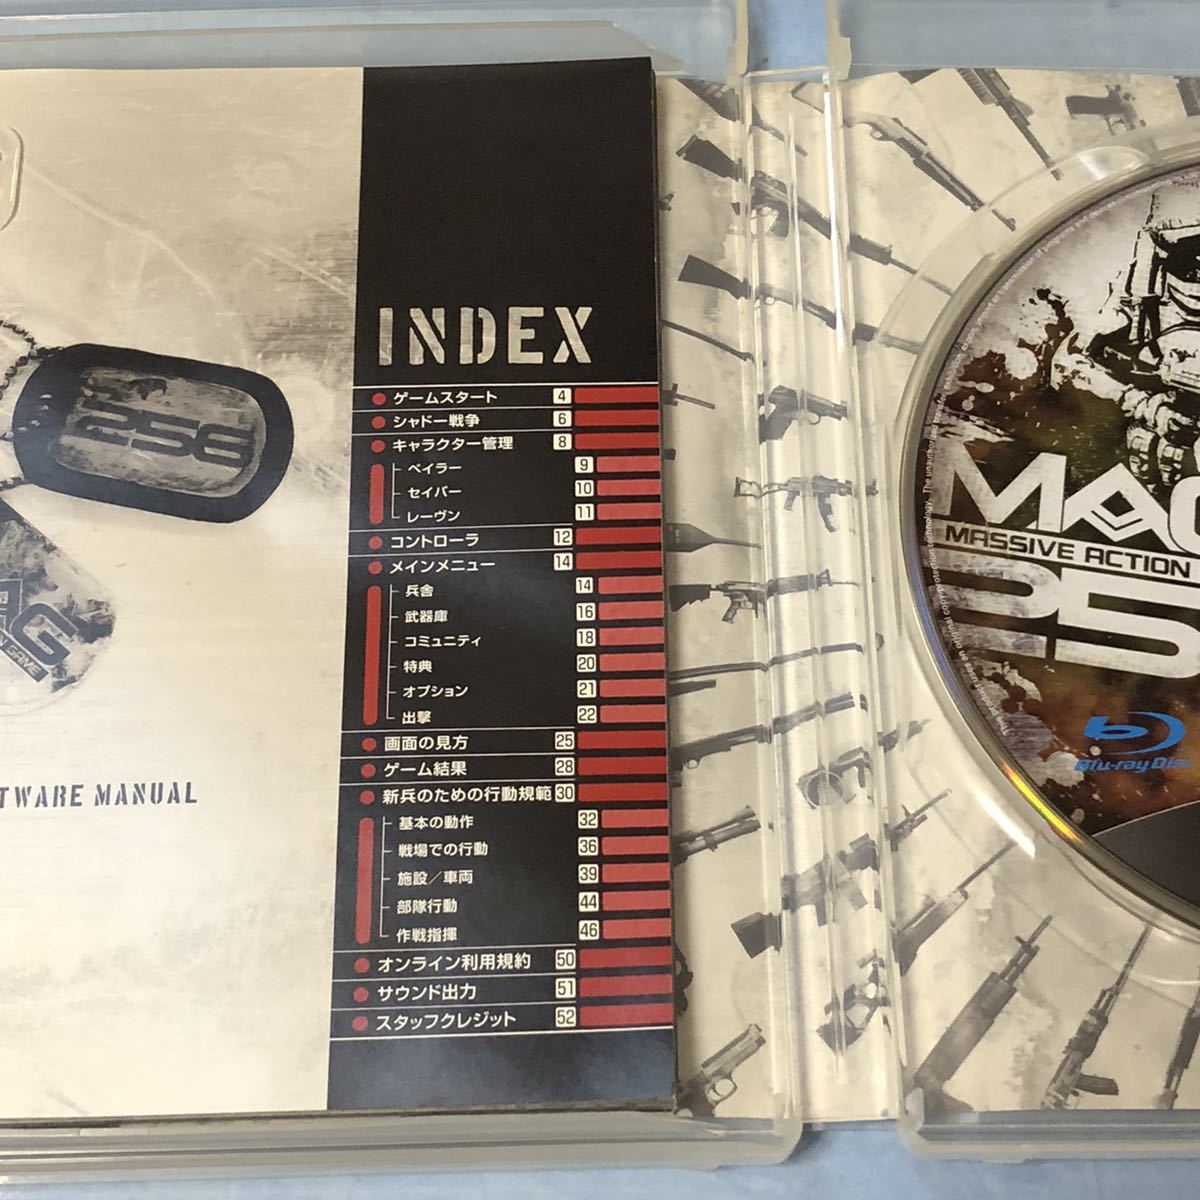 256
AG
GAME
TWARE MANUAL
INDEX
ゲームスタート 4
シャドー戦争 6
キャラクター管理 8
ベイラー 9
セイバー 10
レーヴン 11
コントローラ 12
メインメニュー 14
兵舎 14
武器庫 16
コミュニティ 18
特典 20
オプション 21
出撃 22
画面の見方 25
ゲーム結果 28
新兵のための行動規範 30
基本の動作 32
戦場での行動 36
施設／車両 39
部隊行動 44
作戦指揮 46
オンライン利用規約 50
サウンド出力 51
スタッフクレジット 52
MAG
MASSIVE ACTION
25
Blu-ray Disc